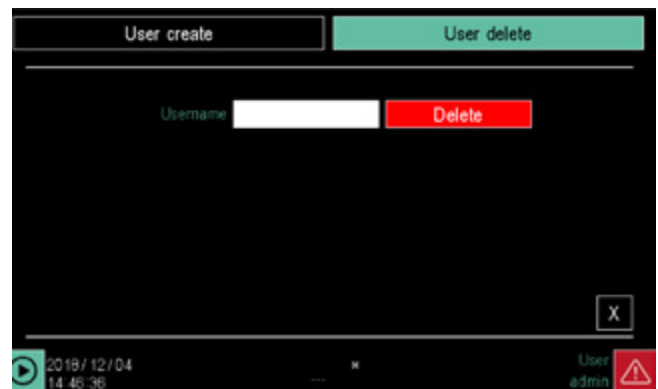 User create
User delete
Username
Delete
X
2018/12/04
14:46:36
---
User
admin